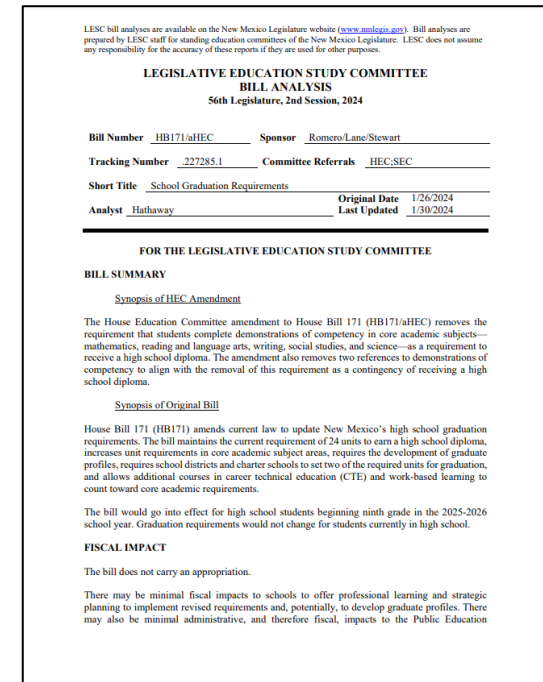 LESC bill analyses are available on the New Mexico Legislature website (www.nmlegis.gov). Bill analyses are
prepared by LESC staff for standing education committees of the New Mexico Legislature. LESC does not assume
any responsibility for the accuracy of these reports if they are used for other purposes.
LEGISLATIVE EDUCATION STUDY COMMITTEE
BILL ANALYSIS
56th Legislature, 2nd Session, 2024
Bill Number HB171/aHEC Sponsor Romero/Lane/Stewart
Tracking Number .227285.1 Committee Referrals HEC;SEC
Short Title School Graduation Requirements
Original Date 1/26/2024
Analyst Hathaway Last Updated 1/30/2024
FOR THE LEGISLATIVE EDUCATION STUDY COMMITTEE
BILL SUMMARY
Synopsis of HEC Amendment
The House Education Committee amendment to House Bill 171 (HB171/aHEC) removes the
requirement that students complete demonstrations of competency in core academic subjects—
mathematics, reading and language arts, writing, social studies, and science—as a requirement to
receive a high school diploma. The amendment also removes two references to demonstrations of
competency to align with the removal of this requirement as a contingency of receiving a high
school diploma.
Synopsis of Original Bill
House Bill 171 (HB171) amends current law to update New Mexico's high school graduation
requirements. The bill maintains the current requirement of 24 units to earn a high school diploma,
increases unit requirements in core academic subject areas, requires the development of graduate
profiles, requires school districts and charter schools to set two of the required units for graduation,
and allows additional courses in career technical education (CTE) and work-based learning to
count toward core academic requirements.
The bill would go into effect for high school students beginning ninth grade in the 2025-2026
school year. Graduation requirements would not change for students currently in high school.
FISCAL IMPACT
The bill does not carry an appropriation.
There may be minimal fiscal impacts to schools to offer professional learning and strategic
planning to implement revised requirements and, potentially, to develop graduate profiles. There
may also be minimal administrative, and therefore fiscal, impacts to the Public Education